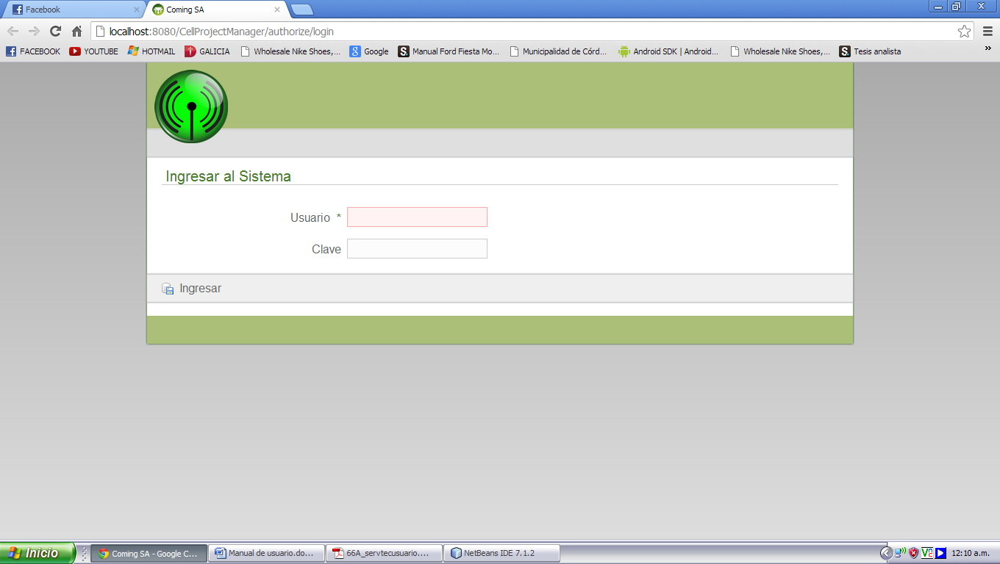 Facebook
Coming SA
localhost:8080/CellProjectManager/authorize/login
FACEBOOK YOUTUBE HOTMAIL GALICIA Wholesale Nike Shoes,... Google Manual Ford Fiesta Mo... Municipalidad de Córd... Android SDK | Android... Wholesale Nike Shoes,... Tesis analista
Ingresar al Sistema
Usuario *
Clave
Ingresar
Inicio Coming SA - Google C... Manual de usuario.do... 66A_servtecusuario.... NetBeans IDE 7.1.2 12:10 a.m.